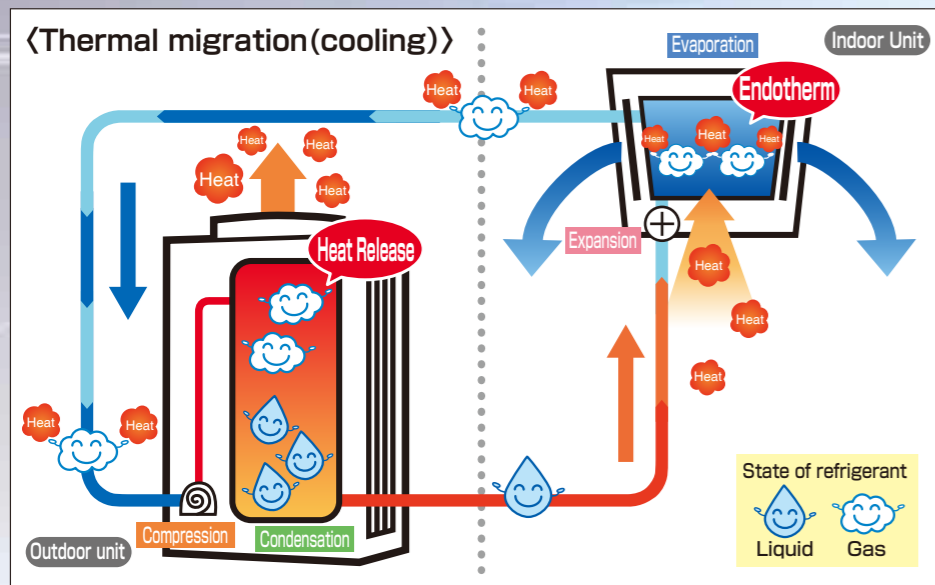 〈Thermal migration(cooling)〉
Evaporation
Indoor Unit
Heat
Heat
Endotherm
Heat
Heat
Heat
Heat
Heat
Heat
Heat
Heat
Heat Release
Expansion
Heat
Heat
Heat
Heat
Heat
State of refrigerant
Liquid
Gas
Compression
Condensation
Outdoor unit